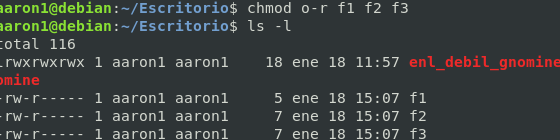 aaron1@debian:~/Escritorio$ chmod o-r f1 f2 f3
aaron1@debian:~/Escritorio$ ls -l
total 116
lrwxrwxrwx 1 aaron1 aaron1    18 ene 18 11:57 enl_debil_gnomine
omine
-rw-r----- 1 aaron1 aaron1     5 ene 18 15:07 f1
-rw-r----- 1 aaron1 aaron1     7 ene 18 15:07 f2
-rw-r----- 1 aaron1 aaron1     7 ene 18 15:07 f3